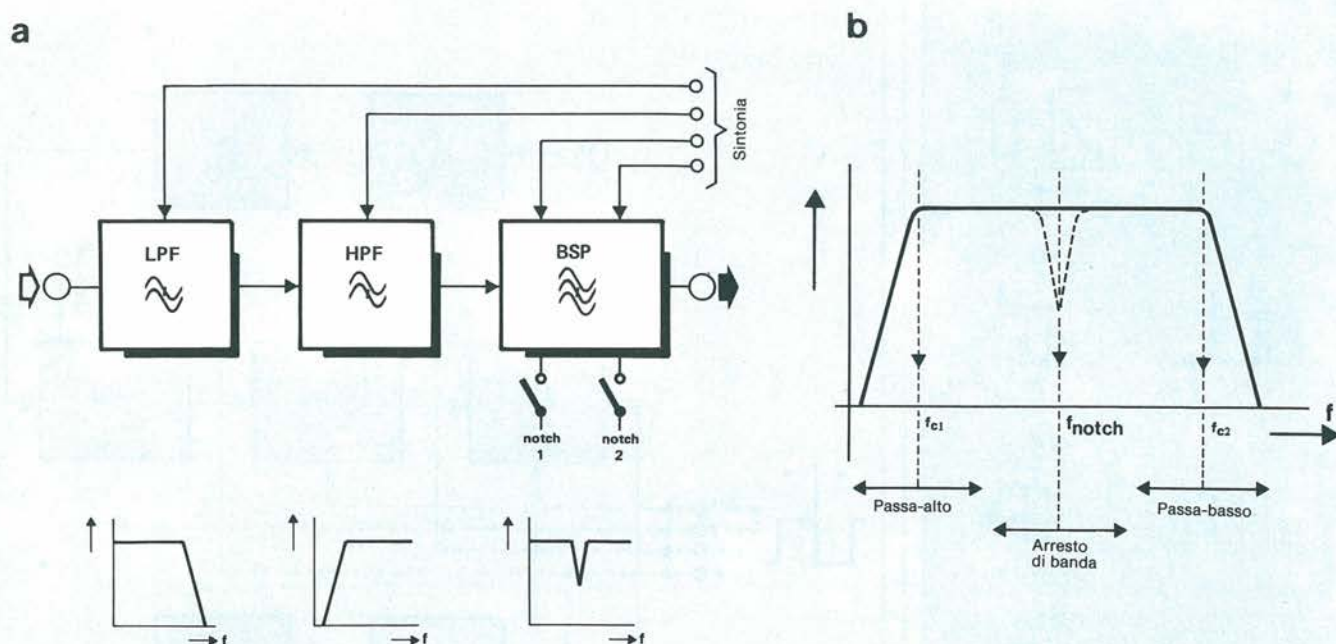 a
Sintonia
LPF
HPF
BSP
notch
1
notch
2
f
f
f
b
fc1
fnotch
fc2
f
Passa-alto
Passa-basso
Arresto
di banda